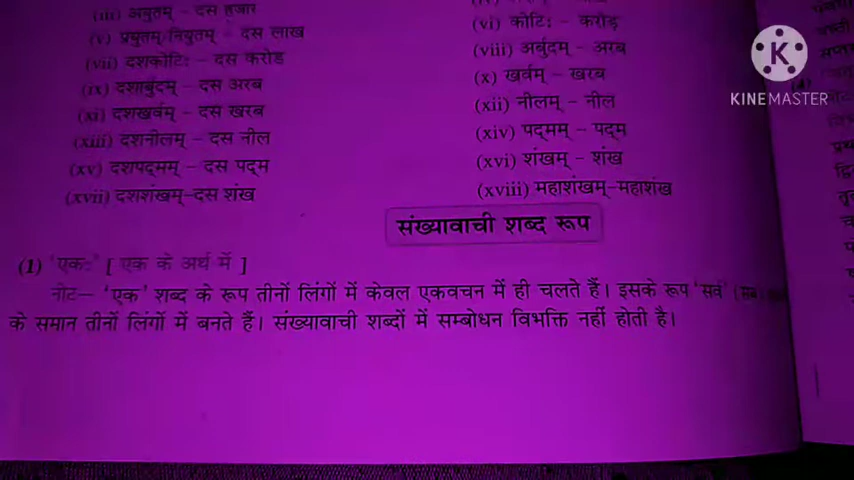 (iii) अयुतम् – दस हजार
(v) प्रयुतम्/नियुतम् – दस लाख
(vi) कोटिः – करोड़
(vii) दशकोटिः – दस करोड
(viii) अर्बुदम् – अरब
(ix) दशार्बुदम् – दस अरब
(x) खर्वम् – खरब
(xi) दशखर्वम् – दस खरब
(xii) नीलम् – नील
(xiii) दशनीलम् – दस नील
(xiv) पद्मम् – पद्म
(xv) दशपद्मम् – दस पद्म
(xvi) शंखम् – शंख
(xvii) दशशंखम्–दस शंख
(xviii) महाशंखम्–महाशंख
संख्यावाची शब्द रूप
(1) 'एकः' [ एक के अर्थ में ]
नोट– 'एक' शब्द के रूप तीनों लिंगों में केवल एकवचन में ही चलते हैं। इसके रूप 'सर्व' (सब)
के समान तीनों लिंगों में बनते हैं। संख्यावाची शब्दों में सम्बोधन विभक्ति नहीं होती है।
KINEMASTER